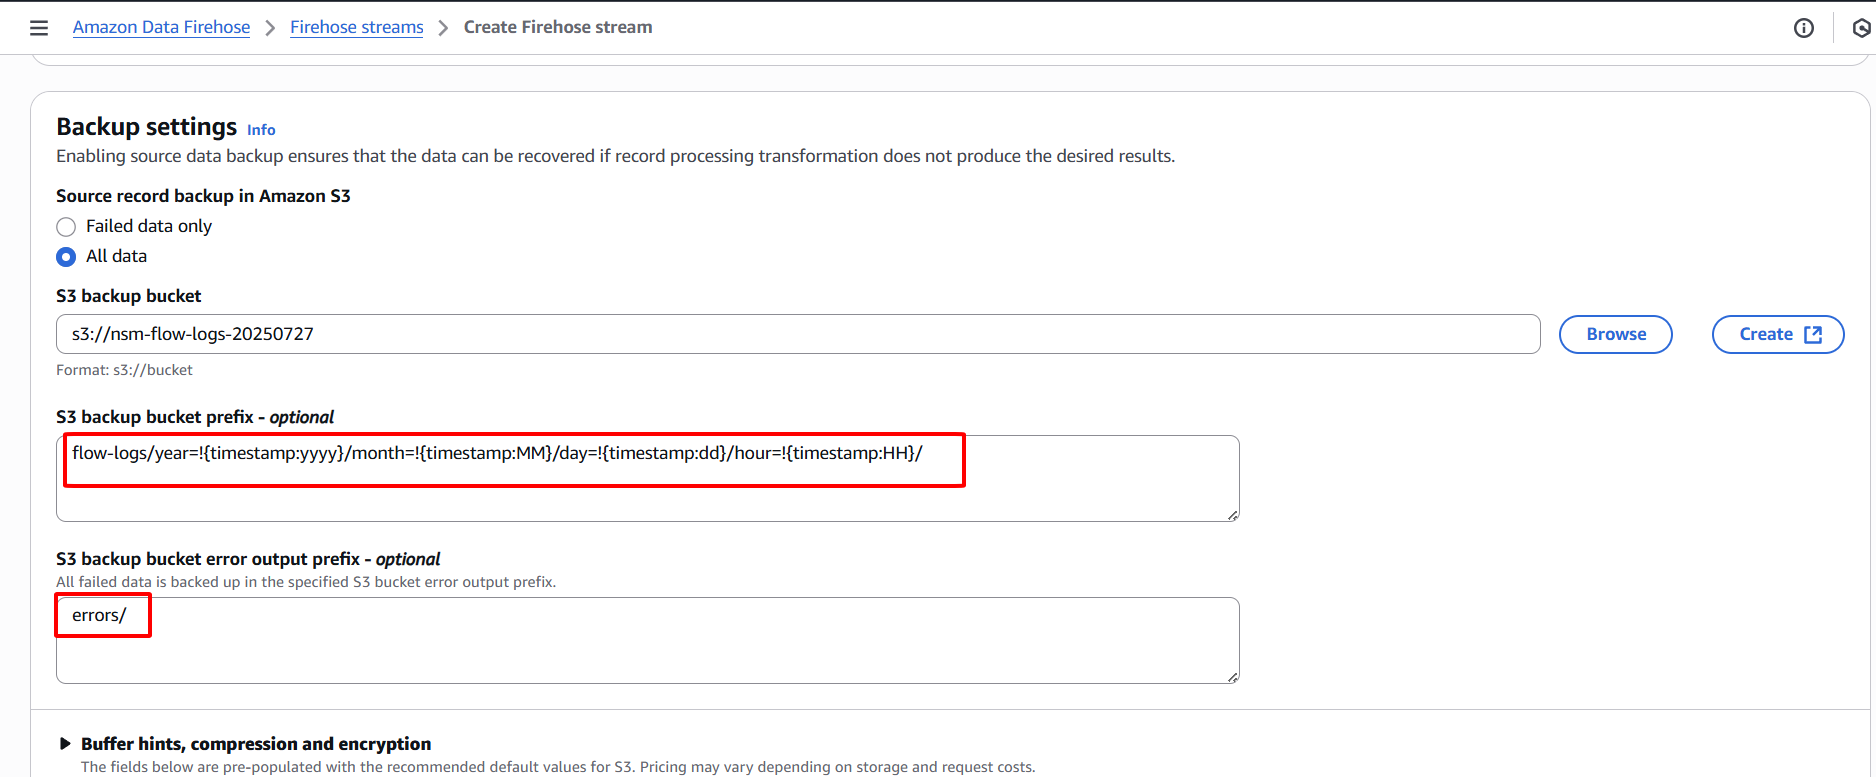 Amazon Data Firehose > Firehose streams > Create Firehose stream
Backup settings Info
Enabling source data backup ensures that the data can be recovered if record processing transformation does not produce the desired results.
Source record backup in Amazon S3
Failed data only
All data
S3 backup bucket
s3://nsm-flow-logs-20250727
Browse
Create
Format: s3://bucket
S3 backup bucket prefix - optional
flow-logs/year=!{timestamp:yyyy}/month=!{timestamp:MM}/day=!{timestamp:dd}/hour=!{timestamp:HH}/
S3 backup bucket error output prefix - optional
All failed data is backed up in the specified S3 bucket error output prefix.
errors/
Buffer hints, compression and encryption
The fields below are pre-populated with the recommended default values for S3. Pricing may vary depending on storage and request costs.